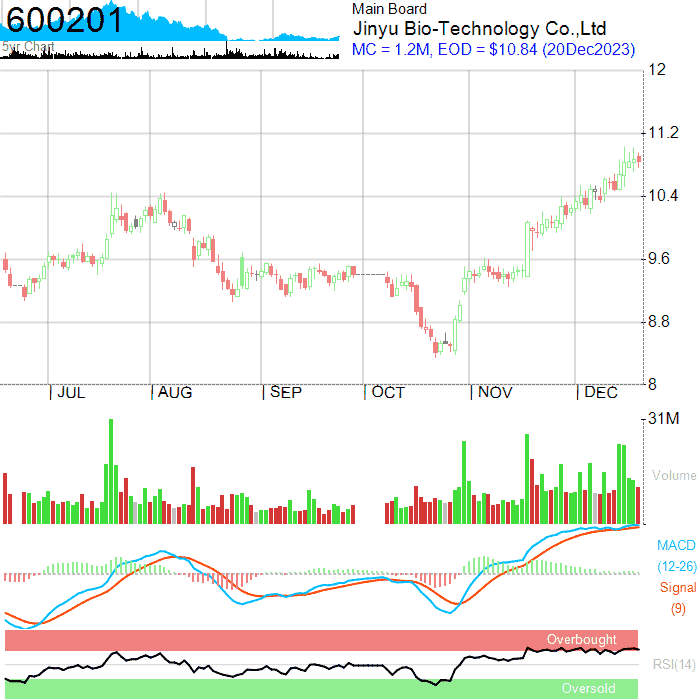 600201
5yr Chart
Main Board
Jinyu Bio-Technology Co.,Ltd
MC = 1.2M, EOD = $10.84 (20Dec2023)
12
11.2
10.4
9.6
8.8
8
JUL AUG SEP OCT NOV DEC
31M
Volume
MACD
(12-26)
Signal
(9)
Overbought
RSI(14)
Oversold